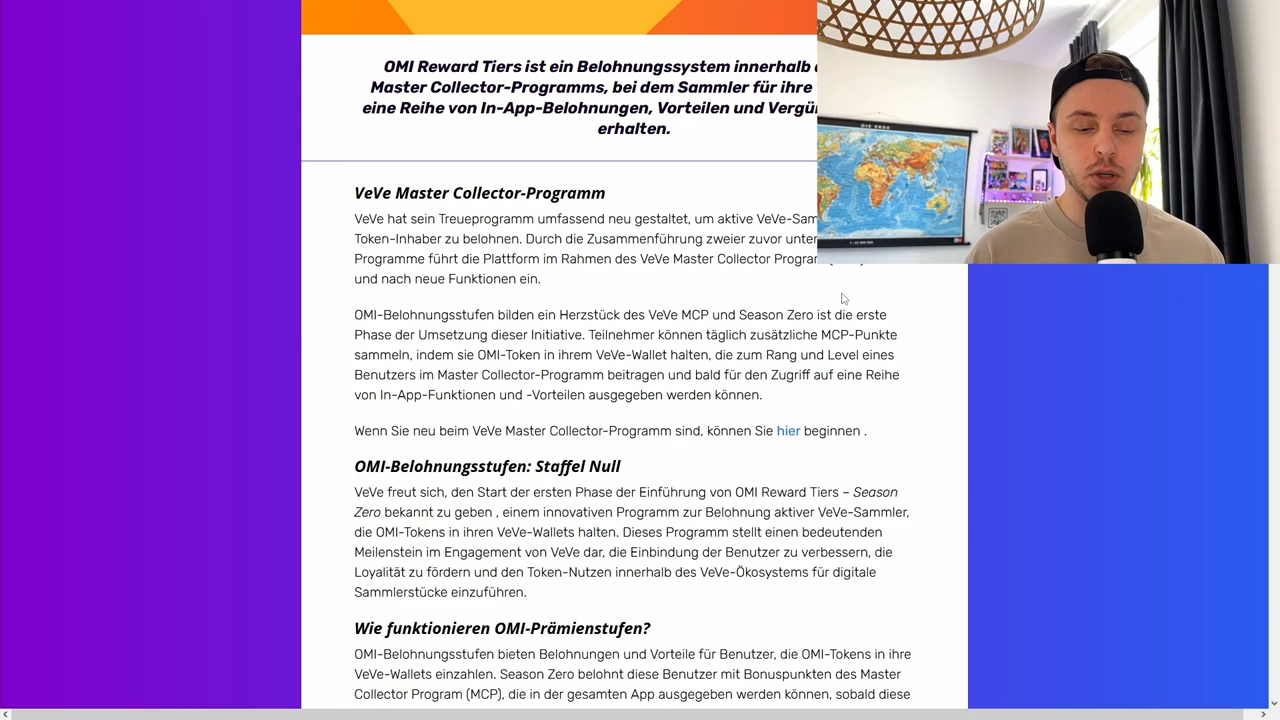 OMI Reward Tiers ist ein Belohnungssystem innerhalb
Master Collector-Programms, bei dem Sammler für ihre
eine Reihe von In-App-Belohnungen, Vorteilen und
erhalten.
VeVe Master Collector-Programm
VeVe hat sein Treueprogramm umfassend neu gestaltet, um aktive
Token-Inhaber zu belohnen. Durch die Zusammenführung zweier zuvor
Programme führt die Plattform im Rahmen des VeVe Master Collector
und nach neue Funktionen ein.
OMI-Belohnungsstufen bilden ein Herzstück des VeVe MCP und Season Zero ist die erste
Phase der Umsetzung dieser Initiative. Teilnehmer können täglich zusätzliche MCP-Punkte
sammeln, indem sie OMI-Token in ihrem VeVe-Wallet halten, die zum Rang und Level eines
Benutzers im Master Collector-Programm beitragen und bald für den Zugriff auf eine Reihe
von In-App-Funktionen und -Vorteilen ausgegeben werden können.
Wenn Sie neu beim VeVe Master Collector-Programm sind, können Sie hier beginnen .
OMI-Belohnungsstufen: Staffel Null
VeVe freut sich, den Start der ersten Phase der Einführung von OMI Reward Tiers – Season
Zero bekannt zu geben , einem innovativen Programm zur Belohnung aktiver VeVe-Sammler,
die OMI-Tokens in ihren VeVe-Wallets halten. Dieses Programm stellt einen bedeutenden
Meilenstein im Engagement von VeVe dar, die Einbindung der Benutzer zu verbessern, die
Loyalität zu fördern und den Token-Nutzen innerhalb des VeVe-Ökosystems für digitale
Sammlerstücke einzuführen.
Wie funktionieren OMI-Prämienstufen?
OMI-Belohnungsstufen bieten Belohnungen und Vorteile für Benutzer, die OMI-Tokens in ihre
VeVe-Wallets einzahlen. Season Zero belohnt diese Benutzer mit Bonuspunkten des Master
Collector Program (MCP), die in der gesamten App ausgegeben werden können, sobald diese